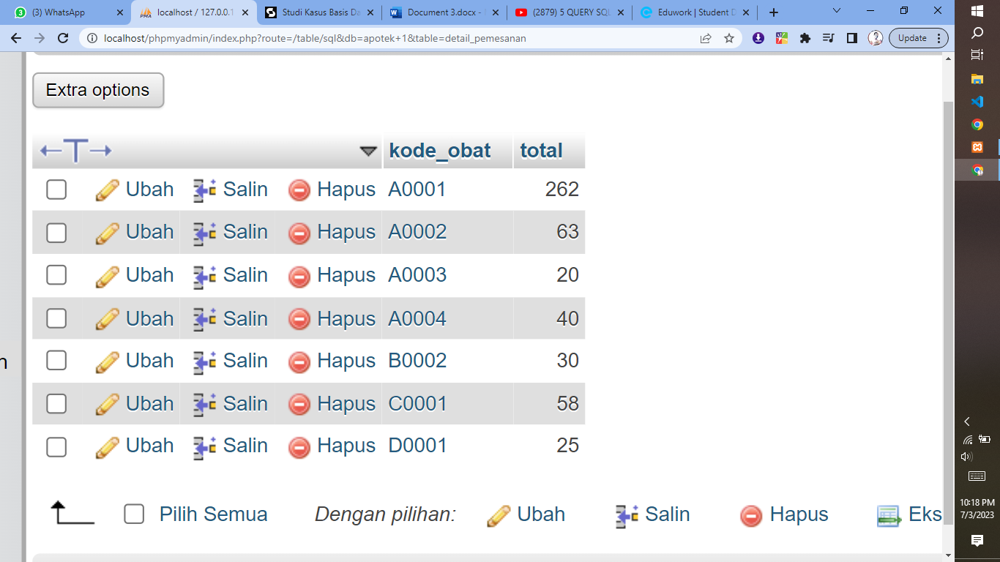 (3) WhatsApp
localhost / 127.0.0.1
Studi Kasus Basis Da
Document 3.docx -
(2879) 5 QUERY SQL
Eduwork | Student D
localhost/phpmyadmin/index.php?route=/table/sql&db=apotek+1&table=detail_pemesanan
Update
Extra options
kode_obat total
Ubah Salin Hapus A0001 262
Ubah Salin Hapus A0002 63
Ubah Salin Hapus A0003 20
Ubah Salin Hapus A0004 40
n
Ubah Salin Hapus B0002 30
Ubah Salin Hapus C0001 58
Ubah Salin Hapus D0001 25
Pilih Semua Dengan pilihan: Ubah Salin Hapus Eks
10:18 PM
7/3/2023